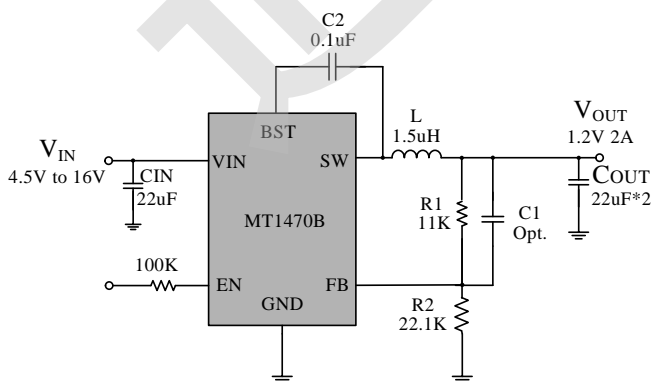 C2
0.1uF
BST
VIN
4.5V to 16V
CIN
22uF
VIN
SW
L
1.5uH
VOUT
1.2V 2A
COUT
22uF*2
R1
11K
C1
Opt.
MT1470B
100K
EN
FB
GND
R2
22.1K